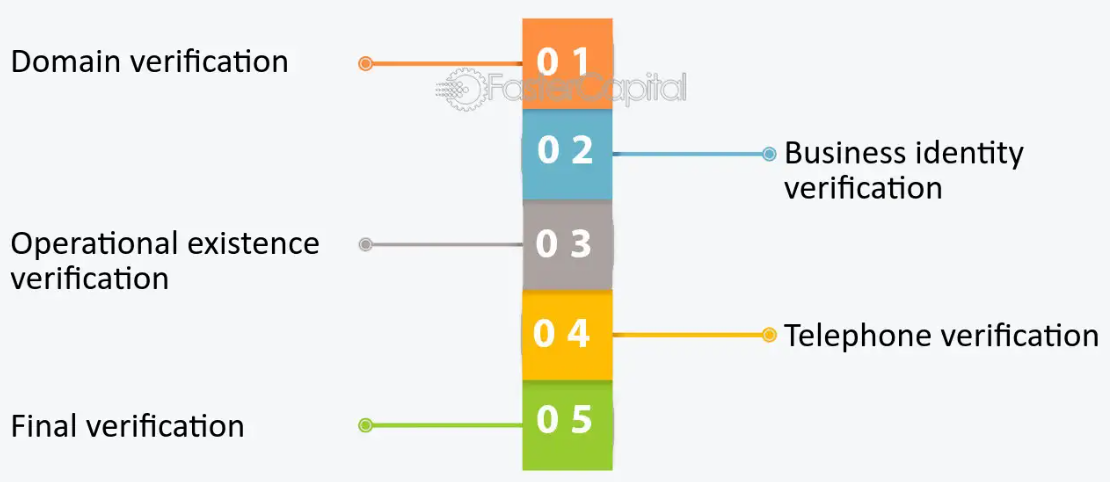 Domain verification
0 1
FasterCapital
0 2
Business identity
verification
Operational existence
verification
0 3
0 4
Telephone verification
Final verification
0 5